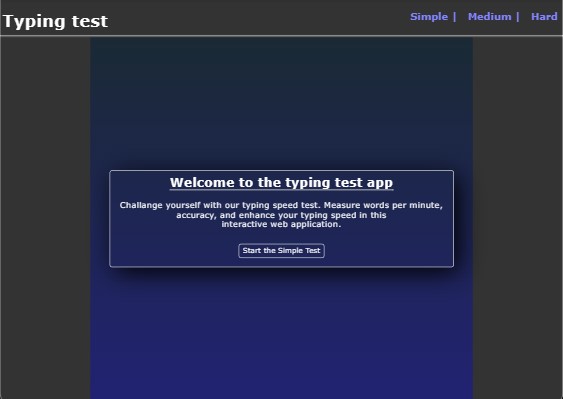 Typing test
Simple | Medium | Hard
Welcome to the typing test app
Challange yourself with our typing speed test. Measure words per minute,
accuracy, and enhance your typing speed in this
interactive web application.
Start the Simple Test